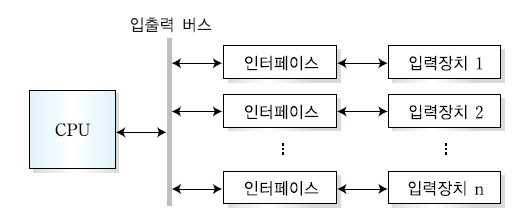 입출력 버스
인터페이스 입력장치 1
인터페이스 입력장치 2
CPU
인터페이스 입력장치 n